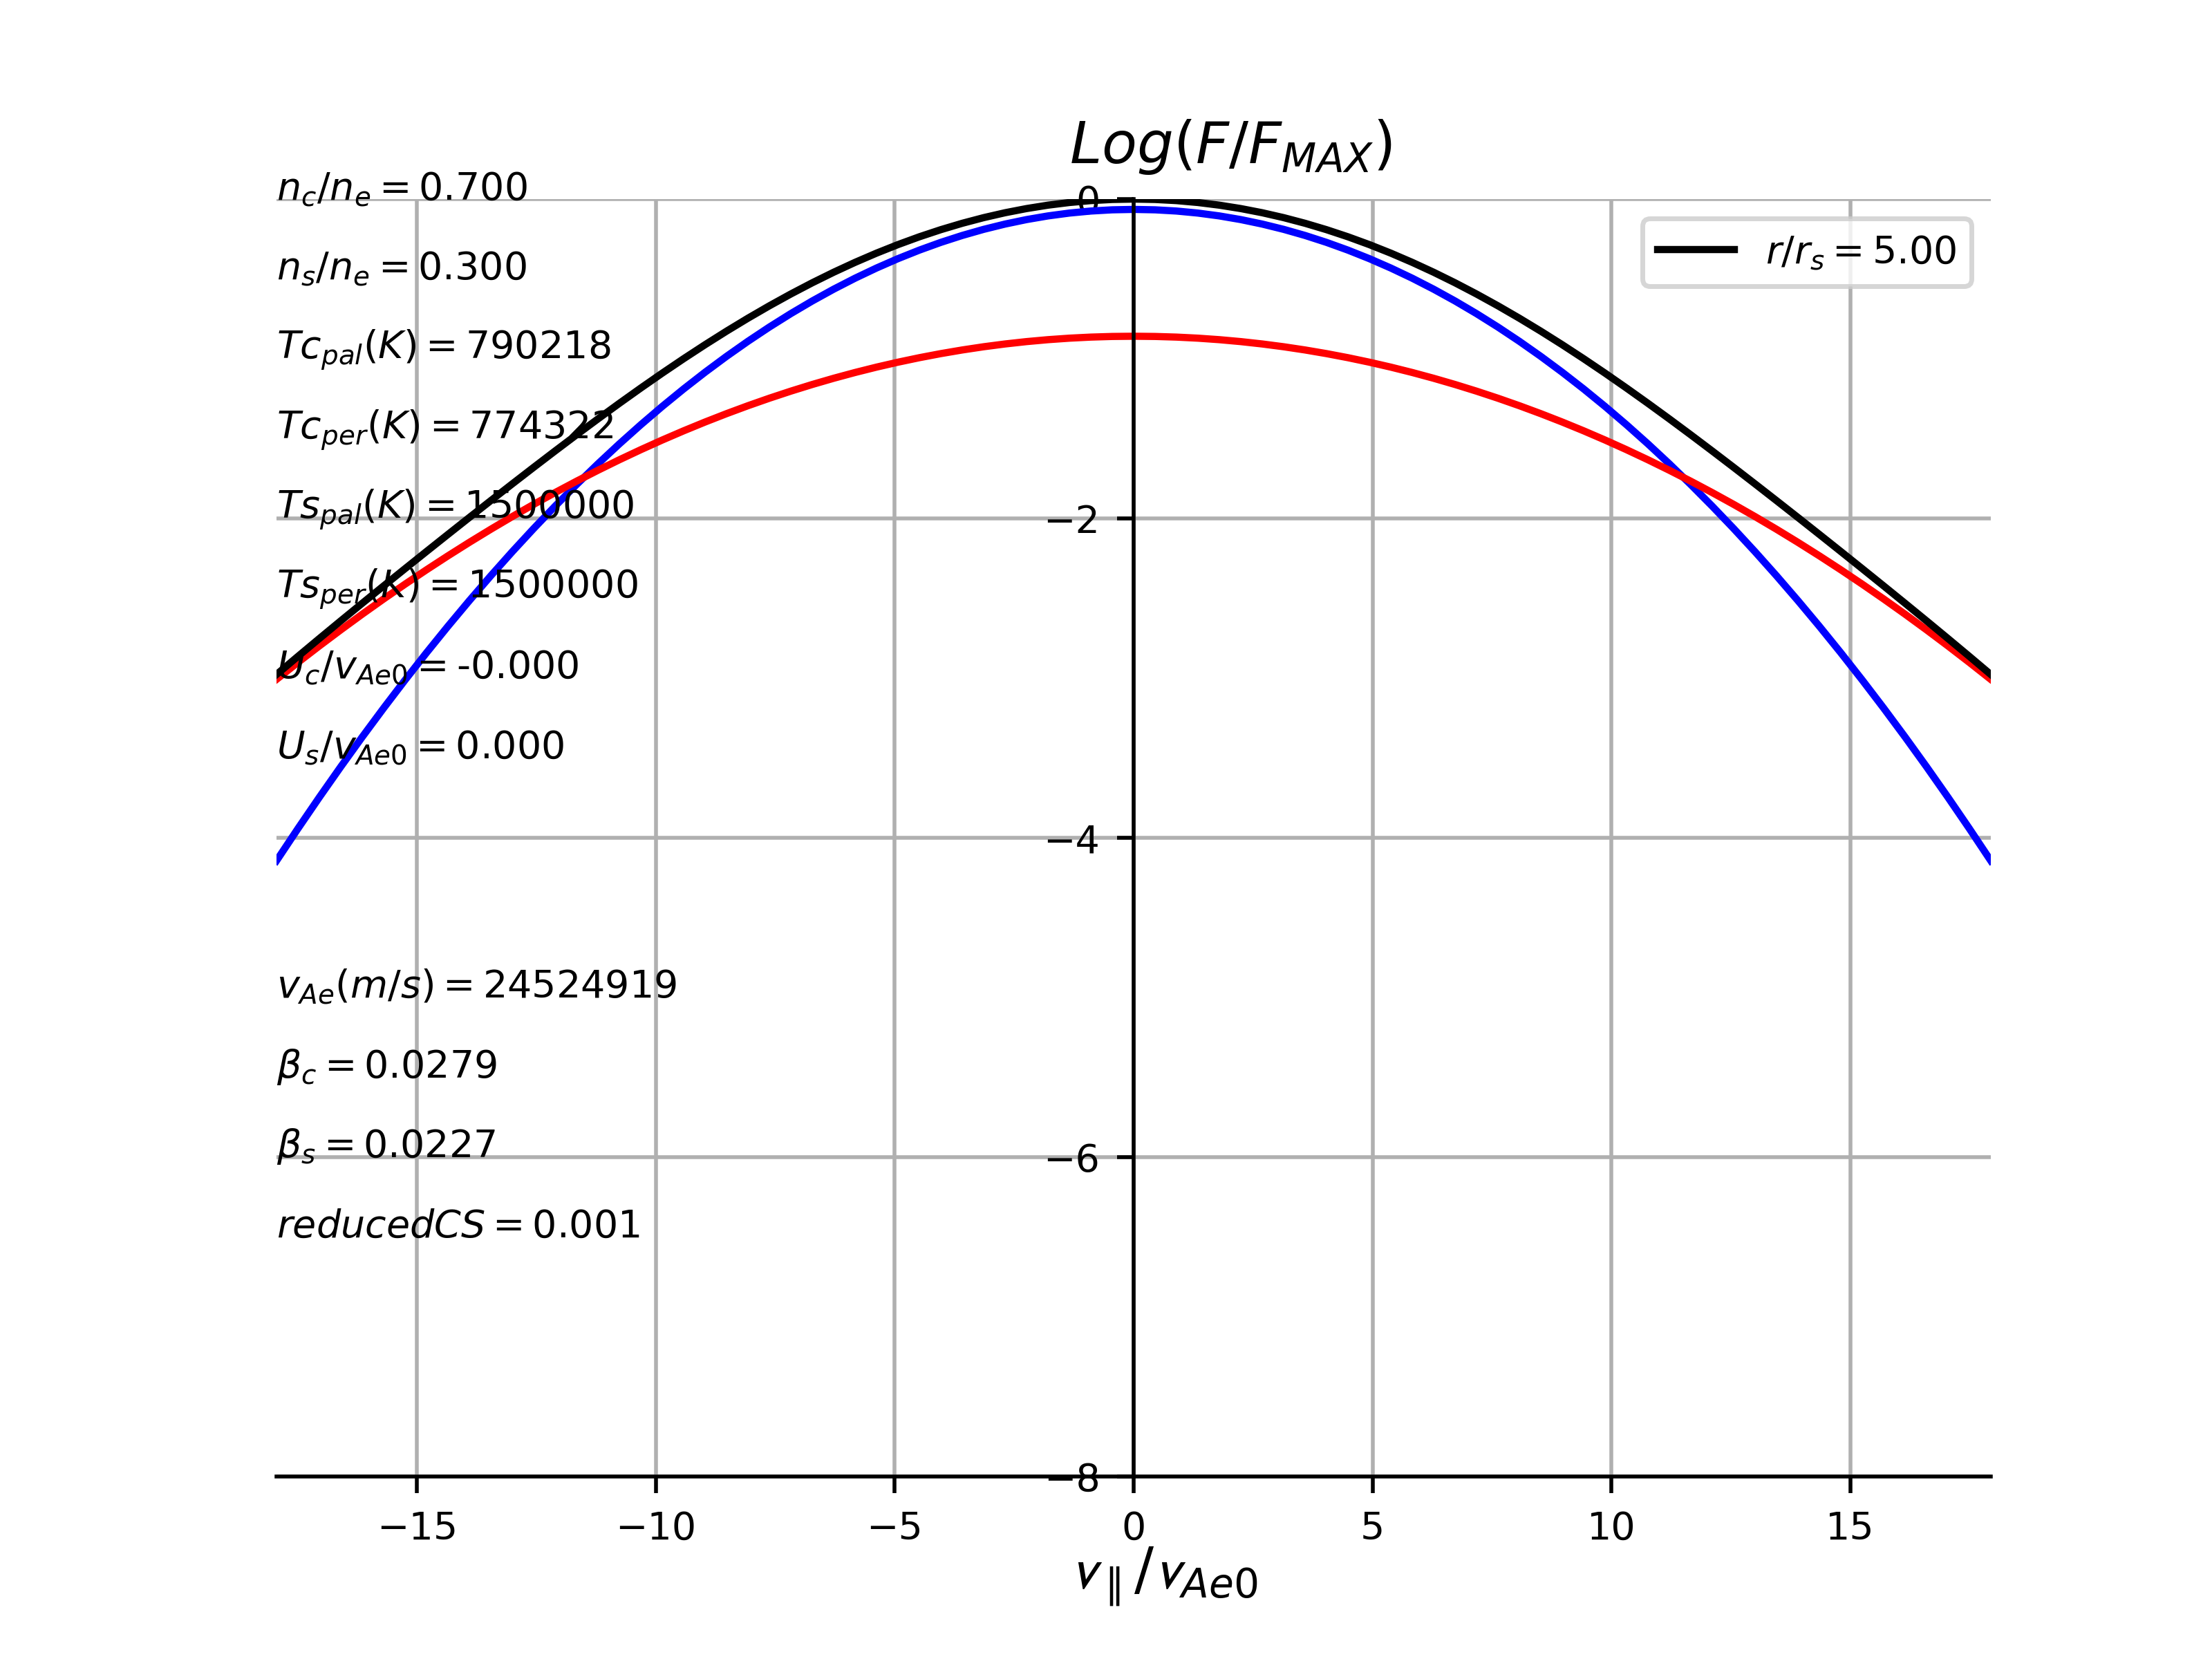 Log(F/F_MAX)
n_c/n_e = 0.700
0
r/r_s = 5.00
n_s/n_e = 0.300
Tc_pal(K) = 790218
Tc_per(K) = 774322
Ts_pal(K) = 1500000
−2
Ts_per(K) = 1500000
U_c/v_Ae0 = -0.000
U_s/v_Ae0 = 0.000
−4
v_Ae(m/s) = 24524919
β_c = 0.0279
β_s = 0.0227
−6
reducedCS = 0.001
−8
−15 −10 −5 0 5 10 15
v_∥/v_Ae0